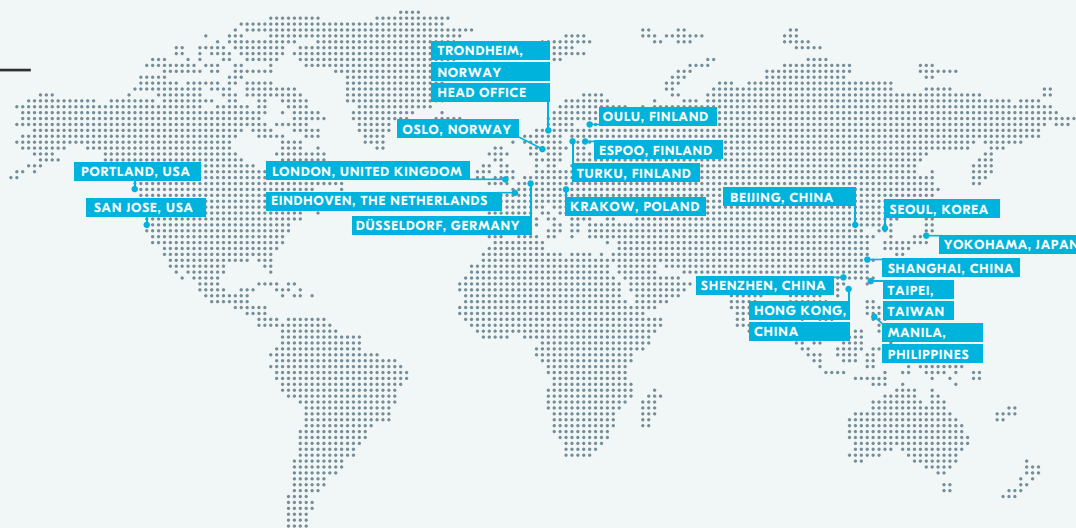 TRONDHEIM,
NORWAY
HEAD OFFICE
OULU, FINLAND
OSLO, NORWAY
ESPOO, FINLAND
PORTLAND, USA
LONDON, UNITED KINGDOM
TURKU, FINLAND
EINDHOVEN, THE NETHERLANDS
BEIJING, CHINA
SAN JOSE, USA
KRAKOW, POLAND
SEOUL, KOREA
DÜSSELDORF, GERMANY
YOKOHAMA, JAPAN
SHANGHAI, CHINA
SHENZHEN, CHINA
TAIPEI,
TAIWAN
HONG KONG,
CHINA
MANILA,
PHILIPPINES